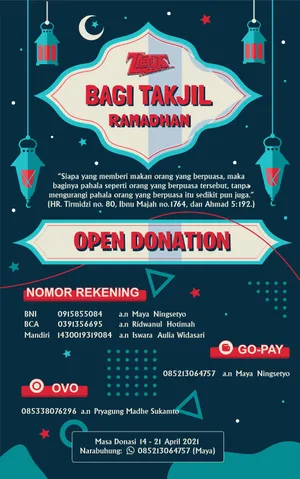 BAGI TAKJIL
RAMADHAN
“Siapa yang memberi makan orang yang berpuasa, maka
baginya pahala seperti orang yang berpuasa tersebut, tanpa
mengurangi pahala orang yang berpuasa itu sedikit pun juga.”
(HR. Tirmidzi no. 80, Ibnu Majah no.1764, dan Ahmad 5:192.)
OPEN DONATION
NOMOR REKENING
BNI 0915855084 a.n Maya Ningsetyo
BCA 0391356695 a.n Ridwanul Hotimah
Mandiri 1430019319084 a.n Iswara Aulia Widasari
GO-PAY
085213064757 a.n Maya Ningsetyo
OVO
085338076296 a.n Pryagung Madhe Sukamto
Masa Donasi 14 - 21 April 2021
Narabuhung: 085213064757 (Maya)